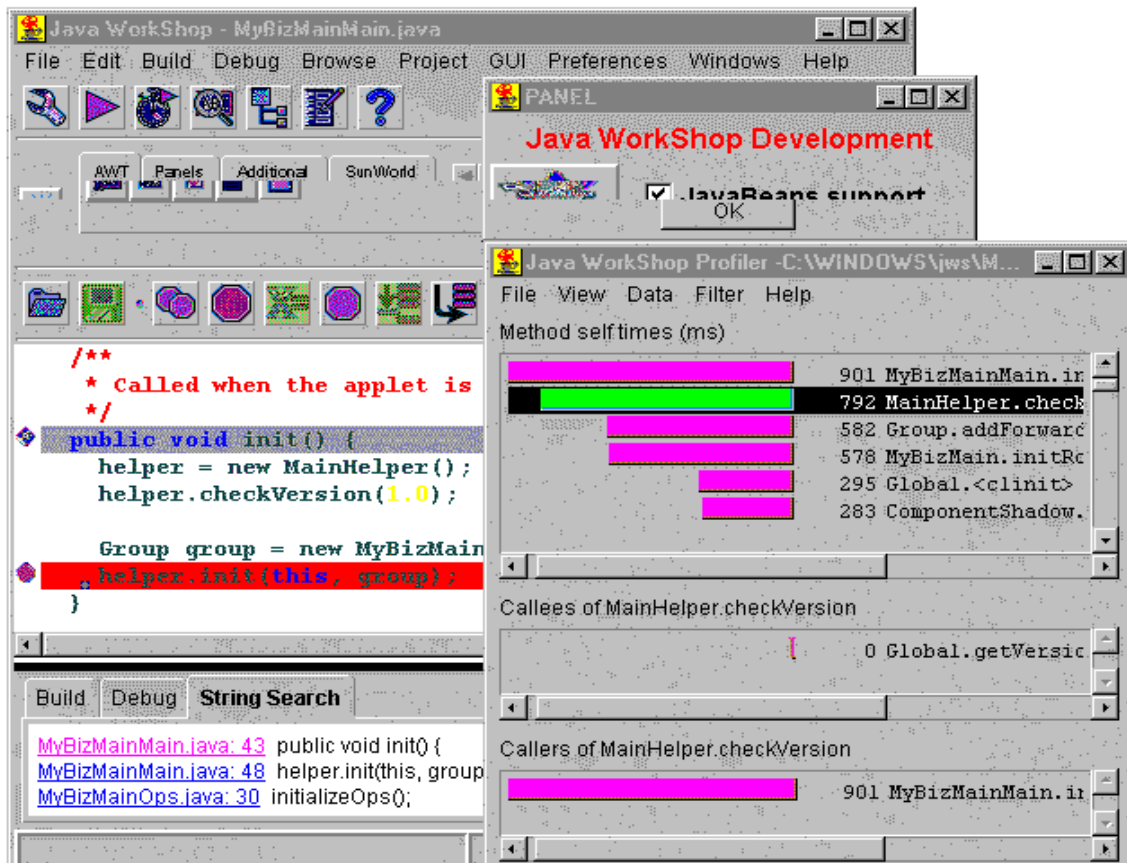 Java WorkShop - MyBizMainMain.java
File Edit Build Debug Browse Project GUI Preferences Windows Help
AWT Panels Additional SunWorld
/**
* Called when the applet is
*/
public void init() {
helper = new MainHelper();
helper.checkVersion(1.0);
Group group = new MyBizMain
helper.init(this, group);
}
Build Debug String Search
MyBizMainMain.java: 43 public void init() {
MyBizMainMain.java: 48 helper.init(this, group
MyBizMainOps.java: 30 initializeOps();
PANEL
Java WorkShop Development
JavaBeans support
OK
Java WorkShop Profiler -C:\WINDOWS\jws\M...
File View Data Filter Help
Method self times (ms)
901 MyBizMainMain.in
792 MainHelper.check
582 Group.addForward
578 MyBizMain.initRo
295 Global.<clinit>
283 ComponentShadow.
Callees of MainHelper.checkVersion
0 Global.getVersic
Callers of MainHelper.checkVersion
901 MyBizMainMain.in